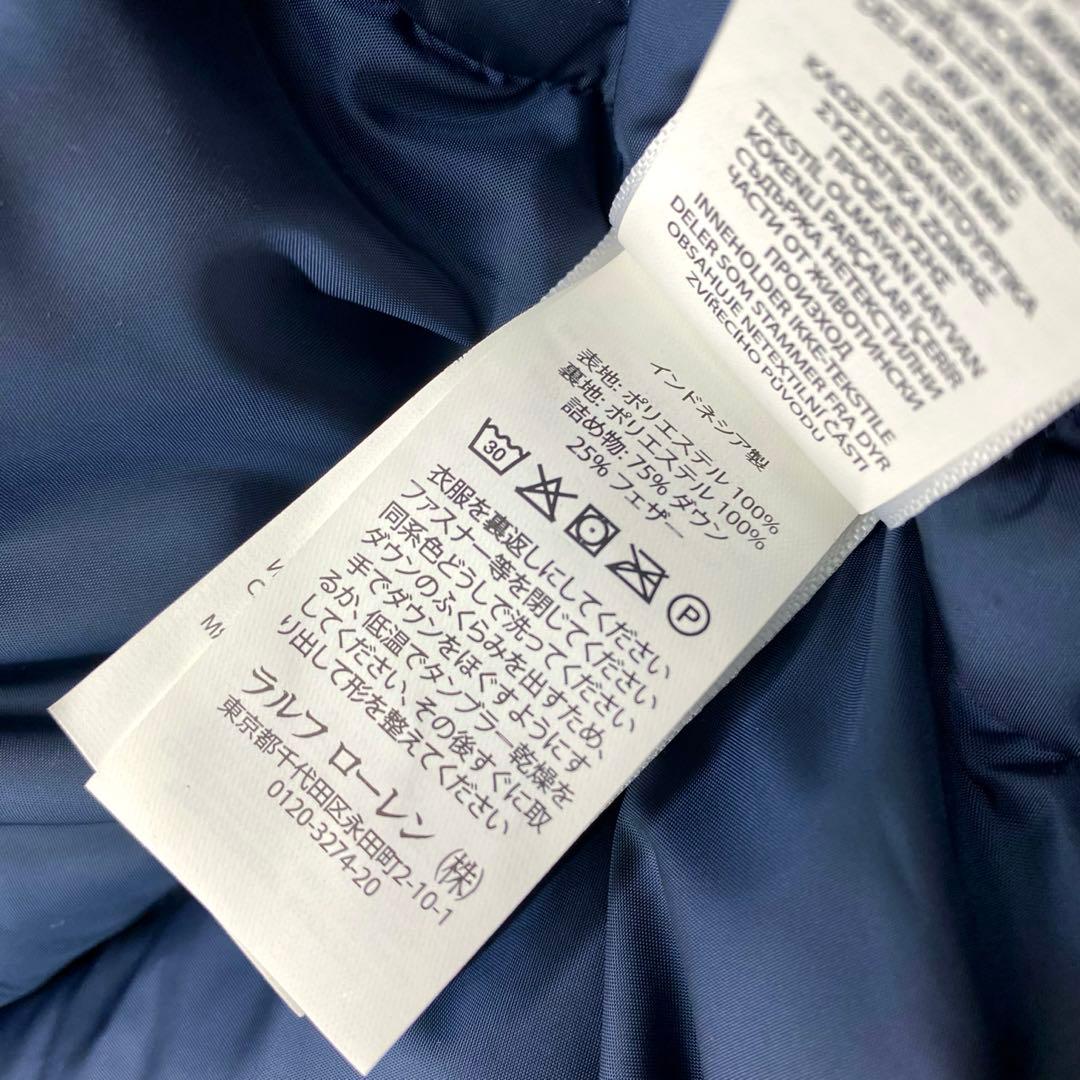 TEKSTİL OLMAYAN HAYVAN
KÖKENLİ PARÇALAR İÇERİR
СЪДЪРЖА НЕТЕКСТИЛНИ
ЧАСТИ ОТ ЖИВОТИНСКИ
ПРОИЗХОД
INNEHOLDER IKKE-TEKSTILE
DELER SOM STAMMER FRA DYR
OBSAHUJE NETEXTILNÍ ČÁSTI
ZVÍŘECÍHO PŮVODU
インドネシア製
表地: ポリエステル 100%
裏地: ポリエステル 100%
詰め物: 75% ダウン
25% フェザー
30
P
衣服を裏返しにしてください
ファスナー等を閉じてください
同系色どうしで洗ってください
ダウンのふくらみを出すため、
手でダウンをほぐすようにす
るか、低温でタンブラー乾燥を
してください、その後すぐに取
り出して形を整えてください
ラルフ ローレン (株)
東京都千代田区永田町2-10-1
0120-3274-20